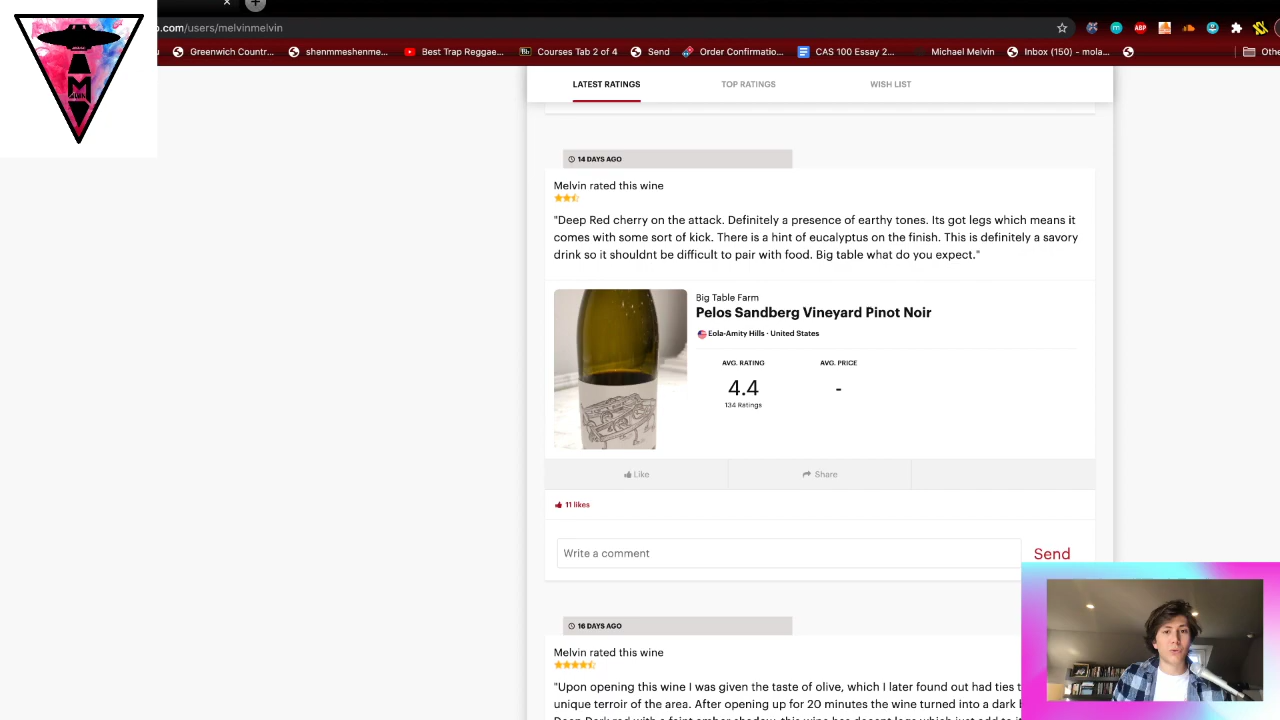 o.com/users/melvinmelvin
Greenwich Countr...
shenmmeshenme...
Best Trap Reggae...
Courses Tab 2 of 4
Send
Order Confirmatio...
CAS 100 Essay 2...
Michael Melvin
Inbox (150) - mola...
Othe
M
LATEST RATINGS
TOP RATINGS
WISH LIST
14 DAYS AGO
Melvin rated this wine
"Deep Red cherry on the attack. Definitely a presence of earthy tones. Its got legs which means it
comes with some sort of kick. There is a hint of eucalyptus on the finish. This is definitely a savory
drink so it shouldnt be difficult to pair with food. Big table what do you expect."
Big Table Farm
Pelos Sandberg Vineyard Pinot Noir
Eola-Amity Hills · United States
AVG. RATING
AVG. PRICE
4.4
-
134 Ratings
Like
Share
11 likes
Write a comment
Send
16 DAYS AGO
Melvin rated this wine
"Upon opening this wine I was given the taste of olive, which I later found out had ties t
unique terroir of the area. After opening up for 20 minutes the wine turned into a dark b